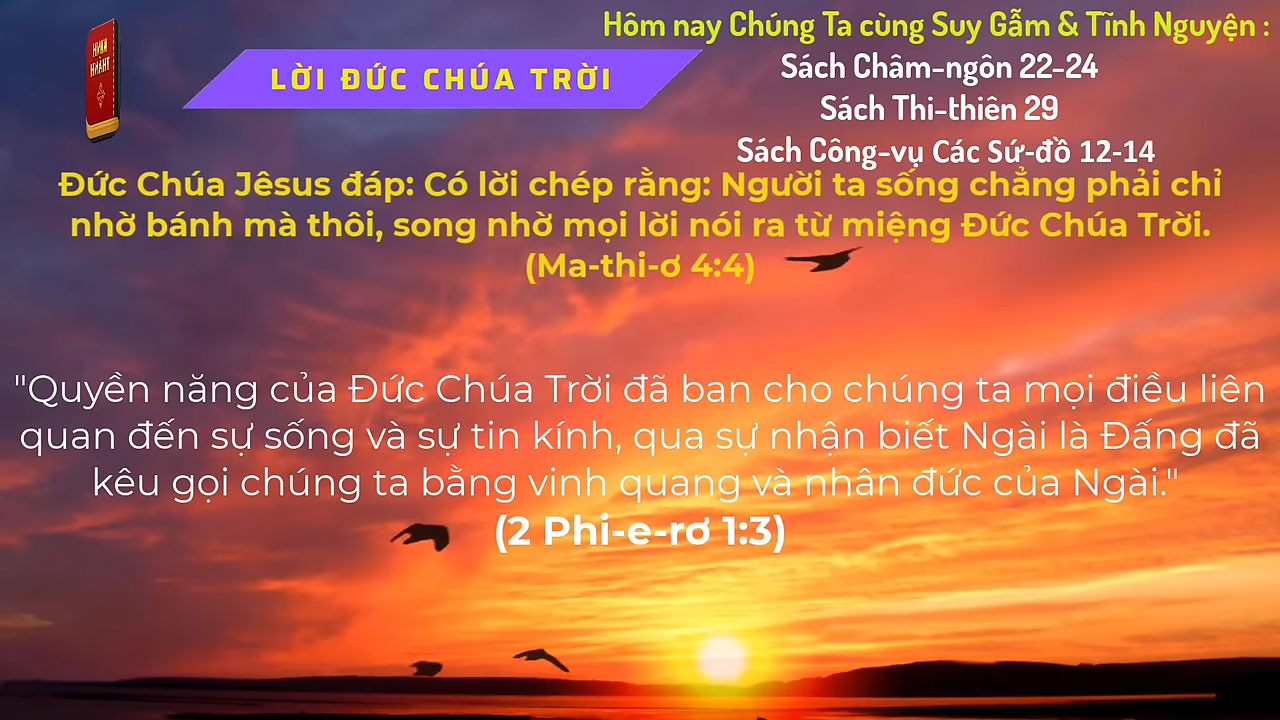 Hôm nay Chúng Ta cùng Suy Gẫm & Tĩnh Nguyện :
LỜI ĐỨC CHÚA TRỜI
Sách Châm-ngôn 22-24
Sách Thi-thiên 29
Sách Công-vụ Các Sứ-đồ 12-14
Đức Chúa Jêsus đáp: Có lời chép rằng: Người ta sống chẳng phải chỉ
nhờ bánh mà thôi, song nhờ mọi lời nói ra từ miệng Đức Chúa Trời.
(Ma-thi-ơ 4:4)
"Quyền năng của Đức Chúa Trời đã ban cho chúng ta mọi điều liên
quan đến sự sống và sự tin kính, qua sự nhận biết Ngài là Đấng đã
kêu gọi chúng ta bằng vinh quang và nhân đức của Ngài."
(2 Phi-e-rơ 1:3)